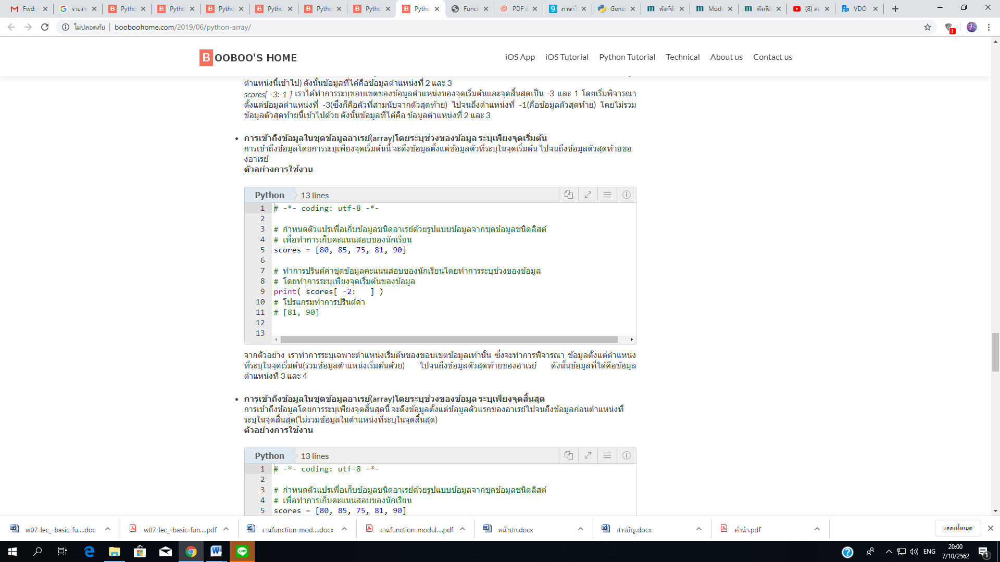 Fwd:
รายงา
Pytho
Pytho
Pytho
Pytho
Pytho
Pytho
Pytho
Funct
PDF
ภาษาไ
Gene
ฟังก์ชั
Modu
ฟังก์ชั
(8) สอ
VDO
ไม่ปลอดภัย
booboohome.com/2019/06/python-array/
BOOBOO'S HOME
iOS App iOS Tutorial Python Tutorial Technical About us Contact us
ตำแหน่งนี้เข้าไป) ดังนั้นข้อมูลที่ได้คือข้อมูลตำแหน่งที่ 2 และ 3
scores[ -3:-1 ] เราได้ทำการระบุขอบเขตของข้อมูลตำแหน่งของจุดเริ่มต้นและจุดสิ้นสุดเป็น -3 และ 1 โดยเริ่มพิจารณา
ตั้งแต่ข้อมูลตำแหน่งที่ -3(ซึ่งก็คือตัวที่สามนับจากตัวสุดท้าย) ไปจนถึงตำแหน่งที่ -1(คือข้อมูลตัวสุดท้าย) โดยไม่รวม
ข้อมูลตัวสุดท้ายนี้เข้าไปด้วย ดังนั้นข้อมูลที่ได้คือ ข้อมูลตำแหน่งที่ 2 และ 3
• การเข้าถึงข้อมูลในชุดข้อมูลอาเรย์(array)โดยระบุช่วงของข้อมูล ระบุเพียงจุดเริ่มต้น
การเข้าถึงข้อมูลโดยการระบุเพียงจุดเริ่มต้นนี้ จะดึงข้อมูลตั้งแต่ข้อมูลตัวที่ระบุในจุดเริ่มต้น ไปจนถึงข้อมูลตัวสุดท้ายขอ
งอาเรย์
ตัวอย่างการใช้งาน
Python 13 lines
1 # -*- coding: utf-8 -*-
2
3 # กำหนดตัวแปรเพื่อเก็บข้อมูลชนิดอาเรย์ด้วยรูปแบบข้อมูลจากชุดข้อมูลชนิดลิสต์
4 # เพื่อทำการเก็บคะแนนสอบของนักเรียน
5 scores = [80, 85, 75, 81, 90]
6
7 # ทำการปรินต์ค่าชุดข้อมูลคะแนนสอบของนักเรียนโดยทำการระบุช่วงของข้อมูล
8 # โดยทำการระบุเพียงจุดเริ่มต้นของข้อมูล
9 print( scores[ -2:   ] )
10 # โปรแกรมทำการปรินต์ค่า
11 # [81, 90]
12
13
จากตัวอย่าง เราทำการระบุเฉพาะตำแหน่งเริ่มต้นของขอบเขตข้อมูลเท่านั้น ซึ่งจะทำการพิจารณา ข้อมูลตั้งแต่ตำแหน่ง
ที่ระบุในจุดเริ่มต้น(รวมข้อมูลตำแหน่งเริ่มต้นด้วย) ไปจนถึงข้อมูลตัวสุดท้ายของอาเรย์ ดังนั้นข้อมูลที่ได้คือข้อมูล
ตำแหน่งที่ 3 และ 4
• การเข้าถึงข้อมูลในชุดข้อมูลอาเรย์(array)โดยระบุช่วงของข้อมูล ระบุเพียงจุดสิ้นสุด
การเข้าถึงข้อมูลโดยการระบุเพียงจุดสิ้นสุดนี้ จะดึงข้อมูลตั้งแต่ข้อมูลตัวแรกของอาเรย์ไปจนถึงข้อมูลก่อนตำแหน่งที่
ระบุในจุดสิ้นสุด(ไม่รวมข้อมูลในตำแหน่งที่ระบุในจุดสิ้นสุด)
ตัวอย่างการใช้งาน
Python 13 lines
1 # -*- coding: utf-8 -*-
2
3 # กำหนดตัวแปรเพื่อเก็บข้อมูลชนิดอาเรย์ด้วยรูปแบบข้อมูลจากชุดข้อมูลชนิดลิสต์
4 # เพื่อทำการเก็บคะแนนสอบของนักเรียน
5 scores = [80, 85, 75, 81, 90]
w07-lec_-basic-fu....doc
w07-lec_-basic-fun....pdf
งานfunction-mod....docx
งานfunction-modul....pdf
หน้าปก.docx
สารบัญ.docx
คำนำ.pdf
แสดงทั้งหมด
LINE
ENG
20:00
7/10/2562
1